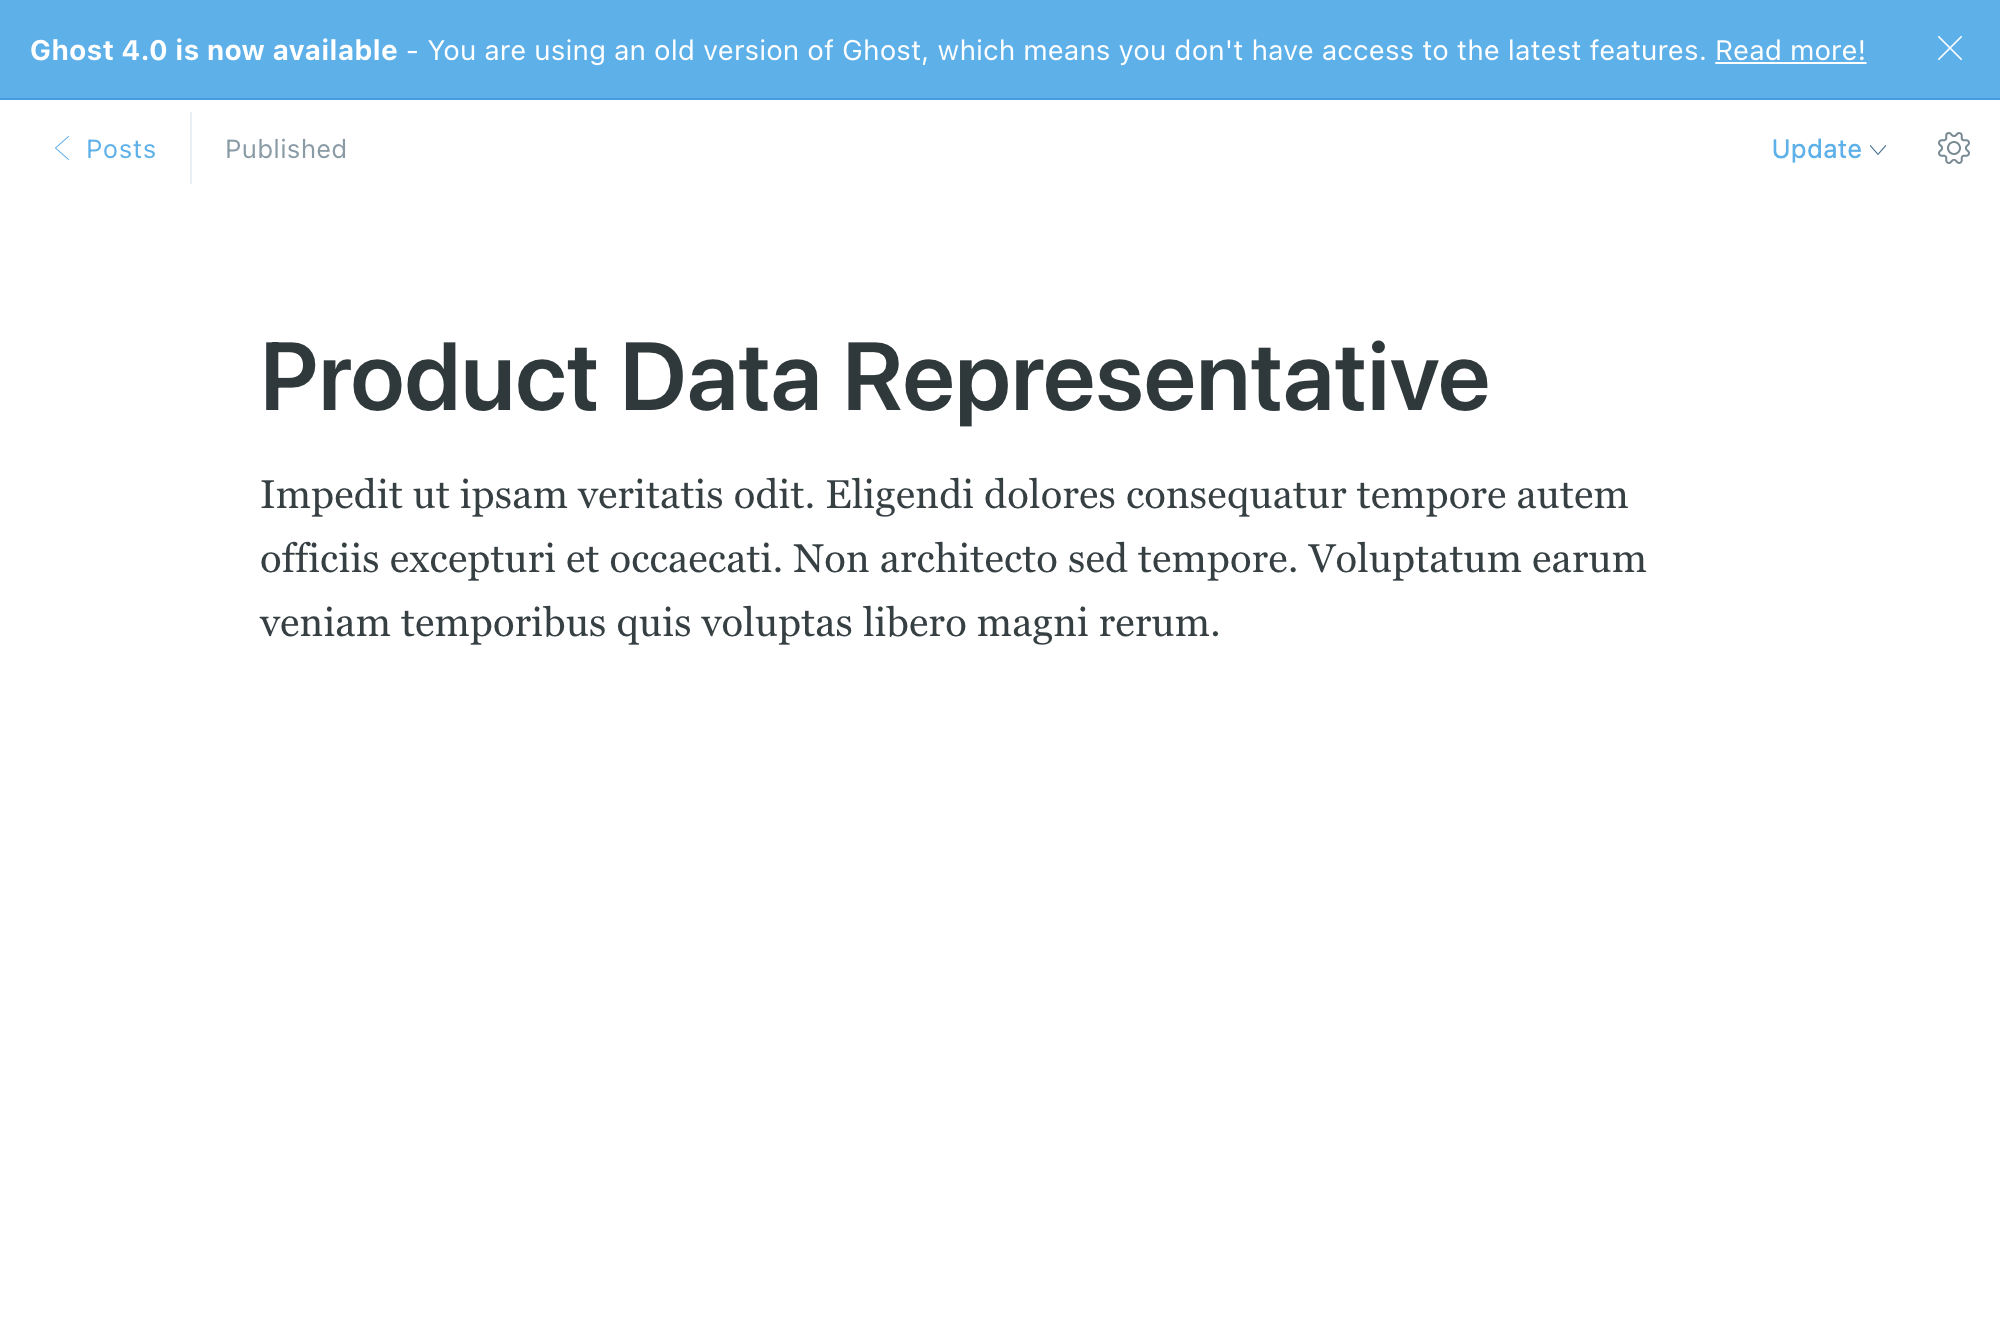 Ghost 4.0 is now available - You are using an old version of Ghost, which means you don't have access to the latest features. Read more!
Posts
Published
Update
Product Data Representative
Impedit ut ipsam veritatis odit. Eligendi dolores consequatur tempore autem
officiis excepturi et occaecati. Non architecto sed tempore. Voluptatum earum
veniam temporibus quis voluptas libero magni rerum.